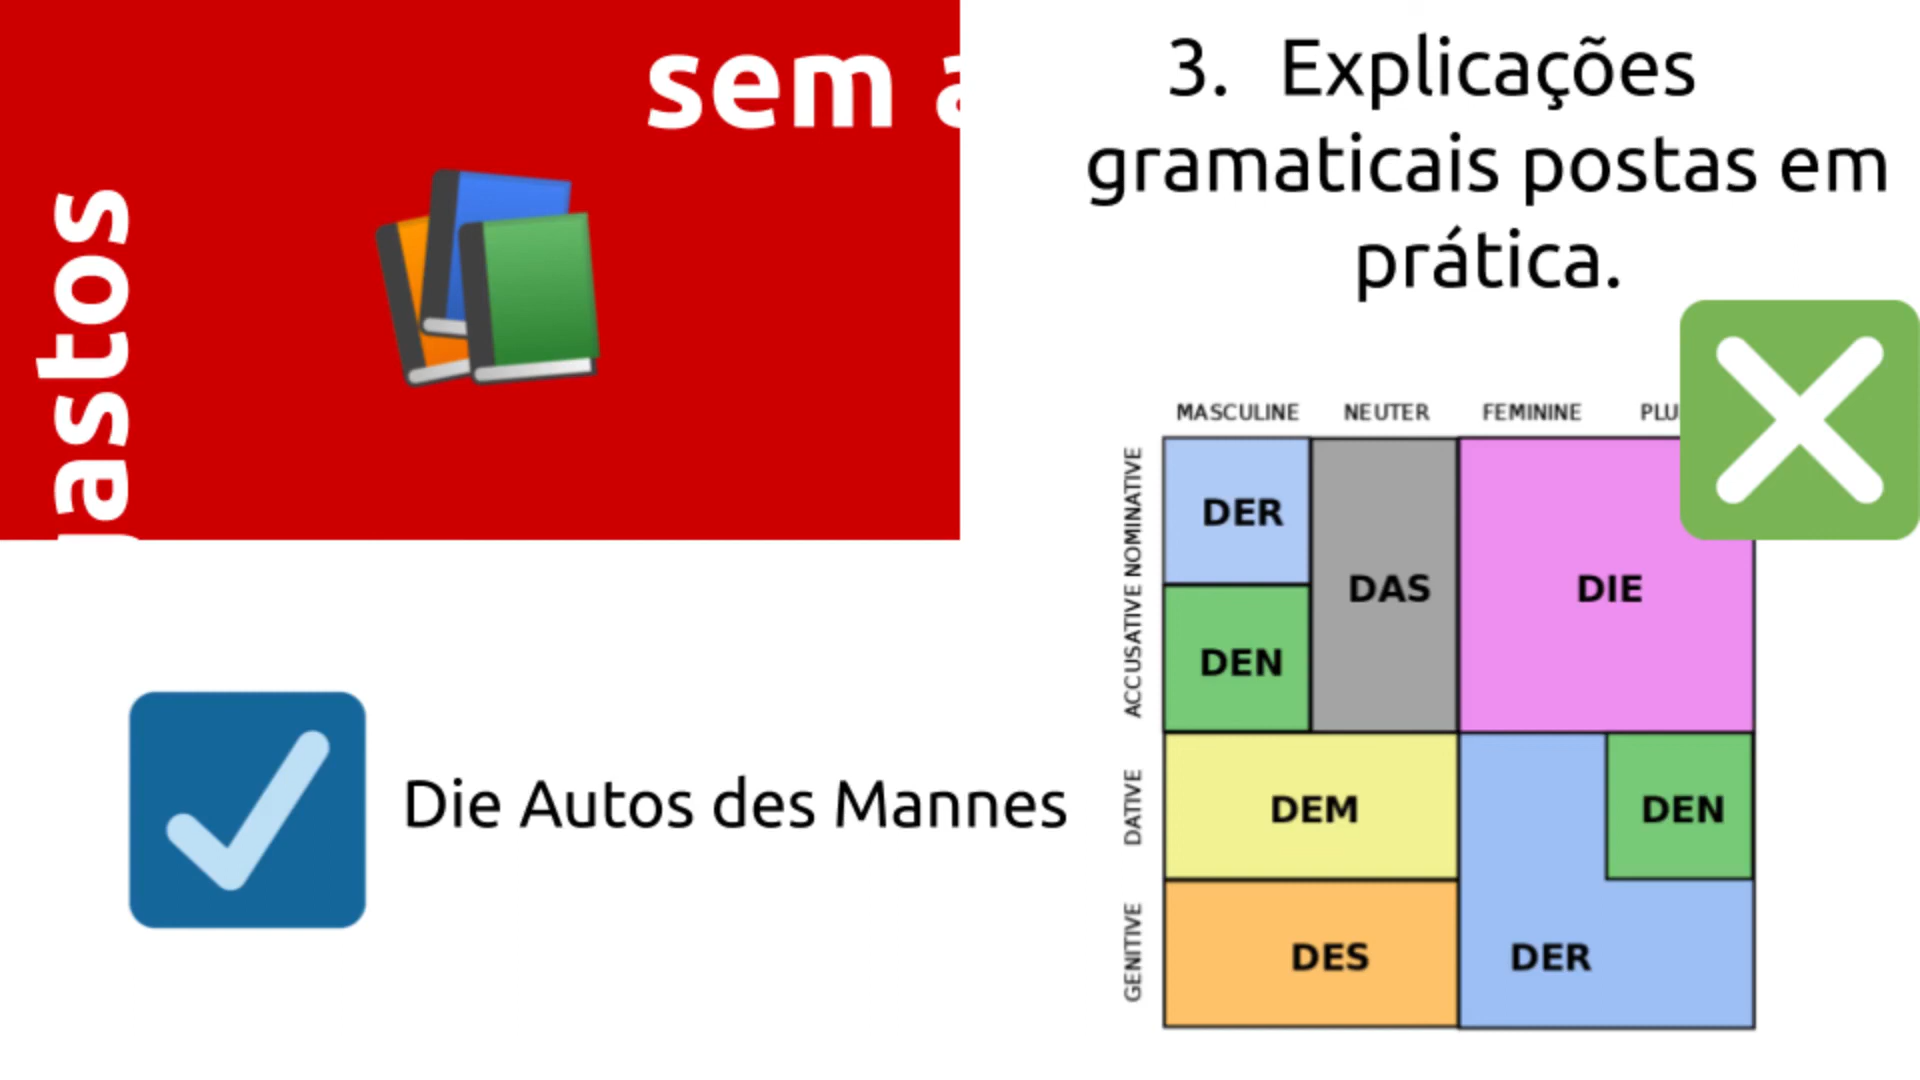 sem
3. Explicações
gramaticais postas em
prática.
MASCULINE NEUTER FEMININE
ACCUSATIVE NOMINATIVE
DER
DAS
DIE
DEN
DATIVE
DEM
DEN
GENITIVE
DES
DER
Die Autos des Mannes